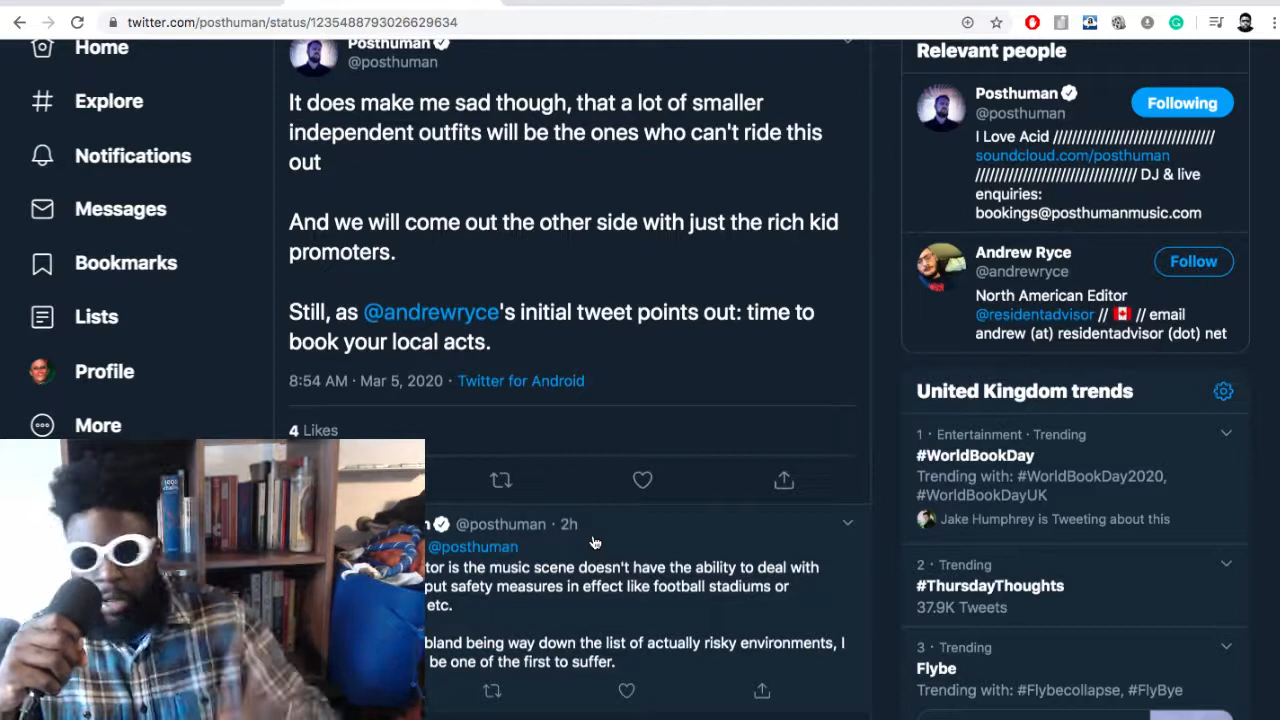 twitter.com/posthuman/status/1235488793026629634
Home
Explore
Notifications
Messages
Bookmarks
Lists
Profile
More
Posthuman
@posthuman
It does make me sad though, that a lot of smaller
independent outfits will be the ones who can't ride this
out
And we will come out the other side with just the rich kid
promoters.
Still, as @andrewryce's initial tweet points out: time to
book your local acts.
8:54 AM · Mar 5, 2020 · Twitter for Android
4 Likes
@posthuman · 2h
@posthuman
is the music scene doesn't have the ability to deal with
put safety measures in effect like football stadiums or
etc.
being way down the list of actually risky environments, I
be one of the first to suffer.
Relevant people
Posthuman
@posthuman
Following
I Love Acid ////////////////////////////////
soundcloud.com/posthuman
//////////////////////////////// DJ & live
enquiries:
bookings@posthumanmusic.com
Andrew Ryce
@andrewryce
Follow
North American Editor
@residentadvisor // 🇨🇦 // email
andrew (at) residentadvisor (dot) net
United Kingdom trends
1 · Entertainment · Trending
#WorldBookDay
Trending with: #WorldBookDay2020,
#WorldBookDayUK
Jake Humphrey is Tweeting about this
2 · Trending
#ThursdayThoughts
37.9K Tweets
3 · Trending
Flybe
Trending with: #Flybecollapse, #FlyBye